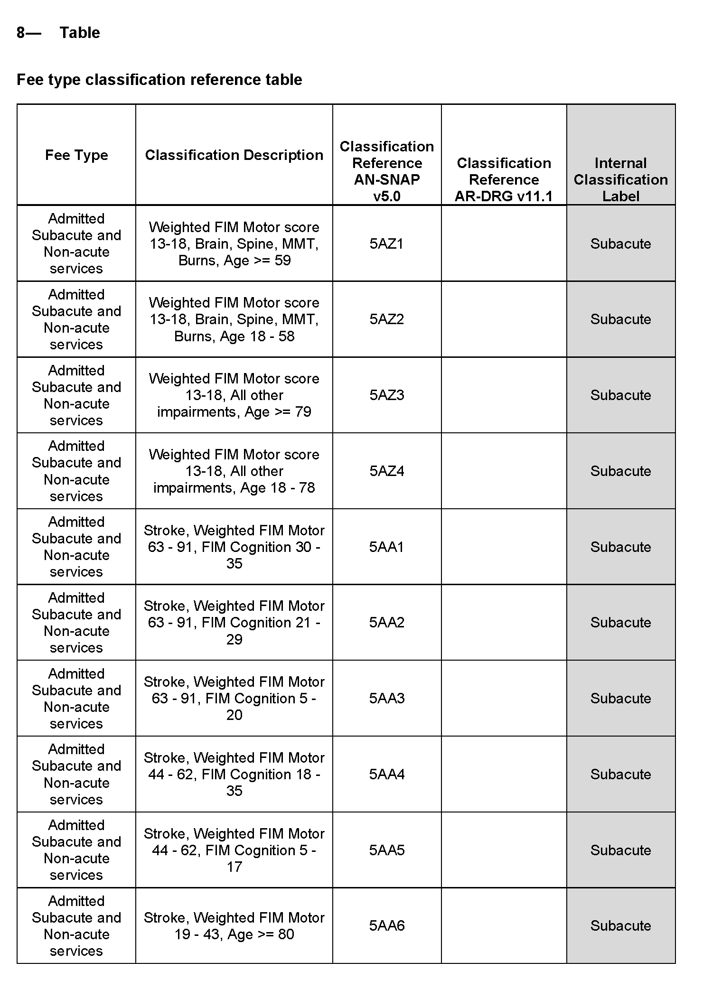 8— Table
Fee type classification reference table
Fee Type
Classification Description
Classification
Reference
AN-SNAP
v5.0
Classification
Reference
AR-DRG v11.1
Internal
Classification
Label
Admitted
Subacute and
Non-acute
services
Weighted FIM Motor score
13-18, Brain, Spine, MMT,
Burns, Age >= 59
5AZ1
Subacute
Admitted
Subacute and
Non-acute
services
Weighted FIM Motor score
13-18, Brain, Spine, MMT,
Burns, Age 18 - 58
5AZ2
Subacute
Admitted
Subacute and
Non-acute
services
Weighted FIM Motor score
13-18, All other
impairments, Age >= 79
5AZ3
Subacute
Admitted
Subacute and
Non-acute
services
Weighted FIM Motor score
13-18, All other
impairments, Age 18 - 78
5AZ4
Subacute
Admitted
Subacute and
Non-acute
services
Stroke, Weighted FIM Motor
63 - 91, FIM Cognition 30 -
35
5AA1
Subacute
Admitted
Subacute and
Non-acute
services
Stroke, Weighted FIM Motor
63 - 91, FIM Cognition 21 -
29
5AA2
Subacute
Admitted
Subacute and
Non-acute
services
Stroke, Weighted FIM Motor
63 - 91, FIM Cognition 5 -
20
5AA3
Subacute
Admitted
Subacute and
Non-acute
services
Stroke, Weighted FIM Motor
44 - 62, FIM Cognition 18 -
35
5AA4
Subacute
Admitted
Subacute and
Non-acute
services
Stroke, Weighted FIM Motor
44 - 62, FIM Cognition 5 -
17
5AA5
Subacute
Admitted
Subacute and
Non-acute
services
Stroke, Weighted FIM Motor
19 - 43, Age >= 80
5AA6
Subacute